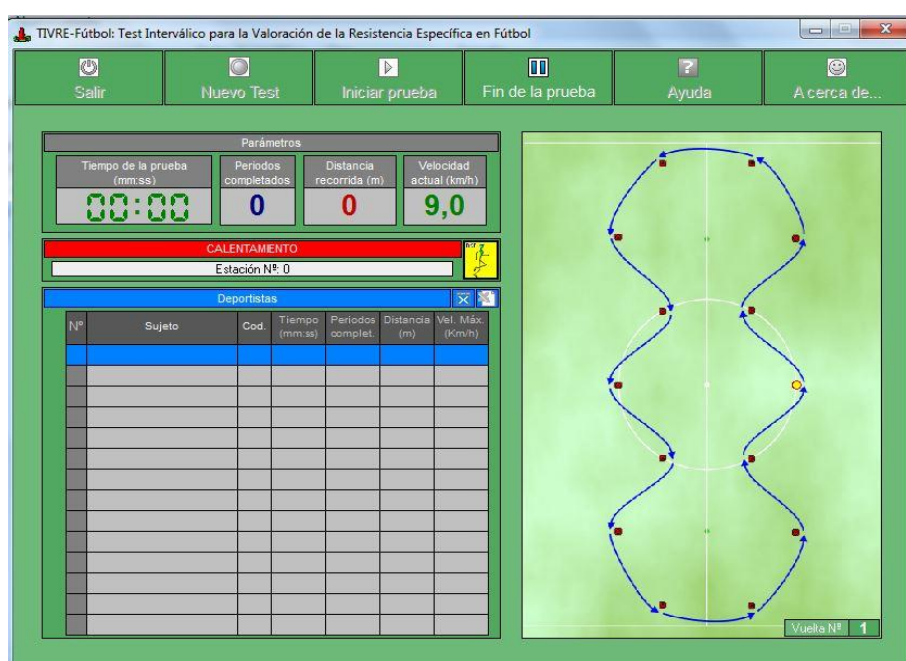 TIVRE-Fútbol: Test Interválico para la Valoración de la Resistencia Específica en Fútbol
Salir
Nuevo Test
Iniciar prueba
Fin de la prueba
Ayuda
Acerca de...
Parámetros
Tiempo de la prueba
(mm:ss)
00:00
Periodos
completados
0
Distancia
recorrida (m)
0
Velocidad
actual (km/h)
9,0
CALENTAMIENTO
Estación Nº: 0
Deportistas
Nº
Sujeto
Cod.
Tiempo
(mm:ss)
Periodos
complet.
Distancia
(m)
Vel. Máx.
(Km/h)
Vuelta Nº 1